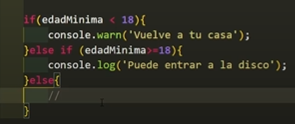 if(edadMinima < 18){
    console.warn('Vuelve a tu casa');
}else if (edadMinima>=18){
    console.log('Puede entrar a la disco');
}else{
    //
}